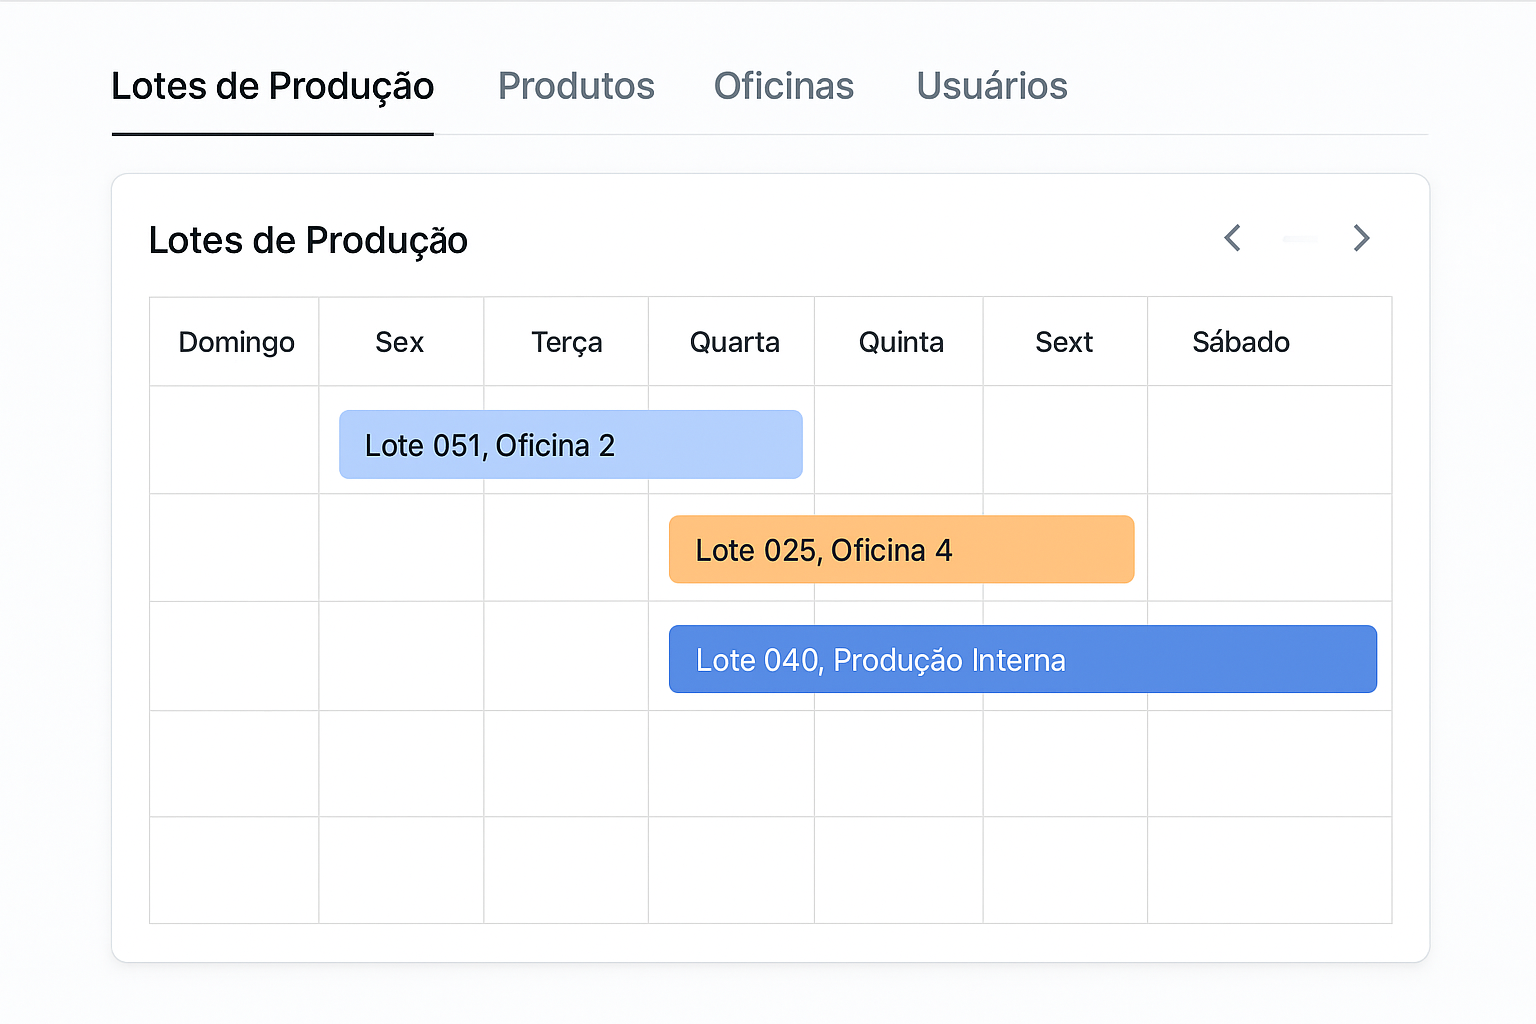 Lotes de Produção Produtos Oficinas Usuários
Lotes de Produção
Domingo Sex Terça Quarta Quinta Sext Sábado
Lote 051, Oficina 2
Lote 025, Oficina 4
Lote 040, Produção Interna